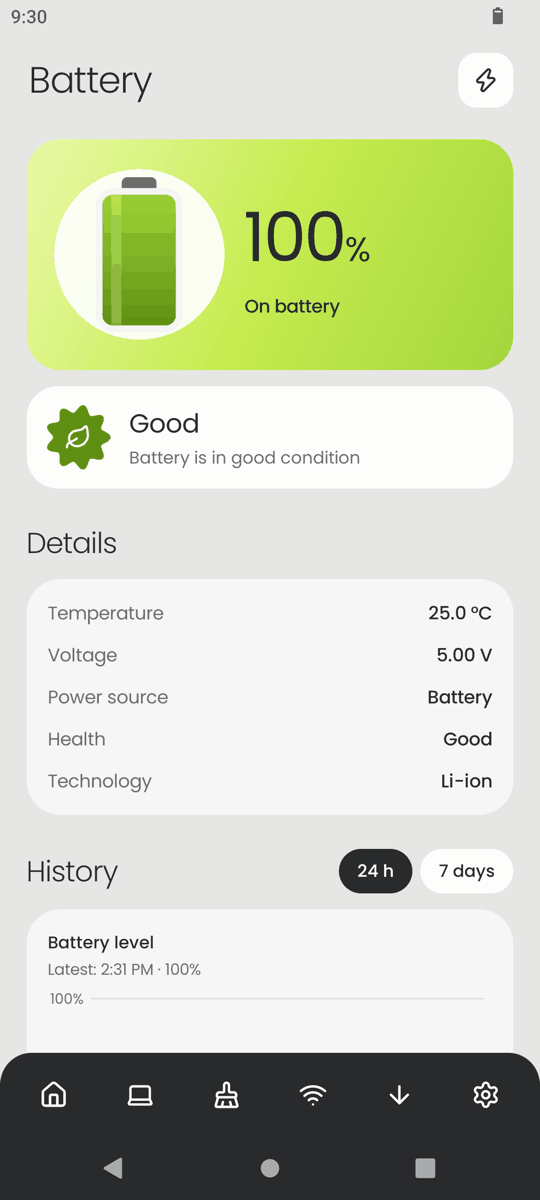 9:30
Battery
100%
On battery
Good
Battery is in good condition
Details
Temperature 25.0 °C
Voltage 5.00 V
Power source Battery
Health Good
Technology Li-ion
History 24 h 7 days
Battery level
Latest: 2:31 PM · 100%
100%